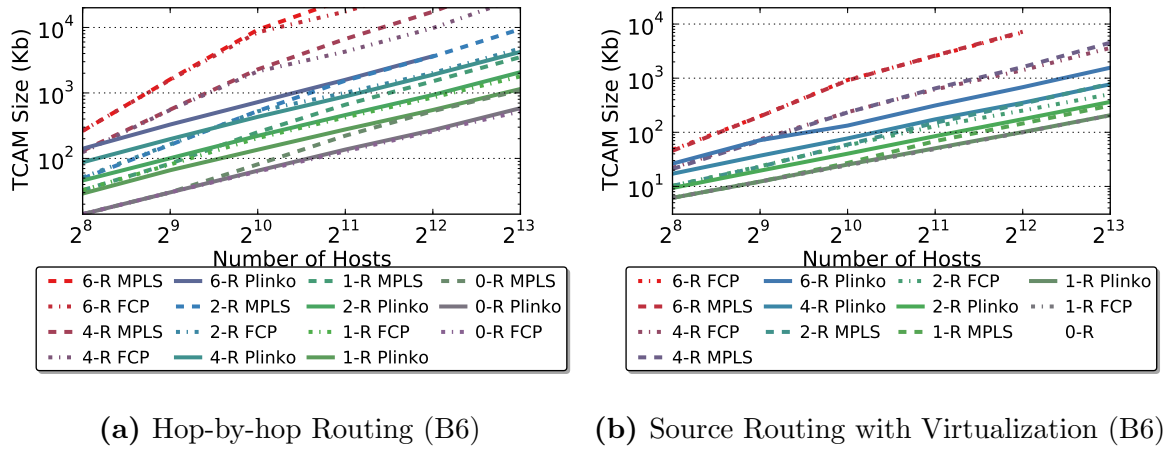 10^4
10^3
10^2
TCAM Size (Kb)
2^8 2^9 2^10 2^11 2^12 2^13
Number of Hosts
6-R MPLS 6-R Plinko 1-R MPLS 0-R MPLS
6-R FCP 2-R MPLS 2-R Plinko 0-R Plinko
4-R MPLS 2-R FCP 1-R FCP 0-R FCP
4-R FCP 4-R Plinko 1-R Plinko
(a) Hop-by-hop Routing (B6)
10^4
10^3
10^2
10^1
TCAM Size (Kb)
2^8 2^9 2^10 2^11 2^12 2^13
Number of Hosts
6-R FCP 6-R Plinko 2-R FCP 1-R Plinko
6-R MPLS 4-R Plinko 2-R Plinko 1-R FCP
4-R FCP 2-R MPLS 1-R MPLS 0-R
4-R MPLS
(b) Source Routing with Virtualization (B6)